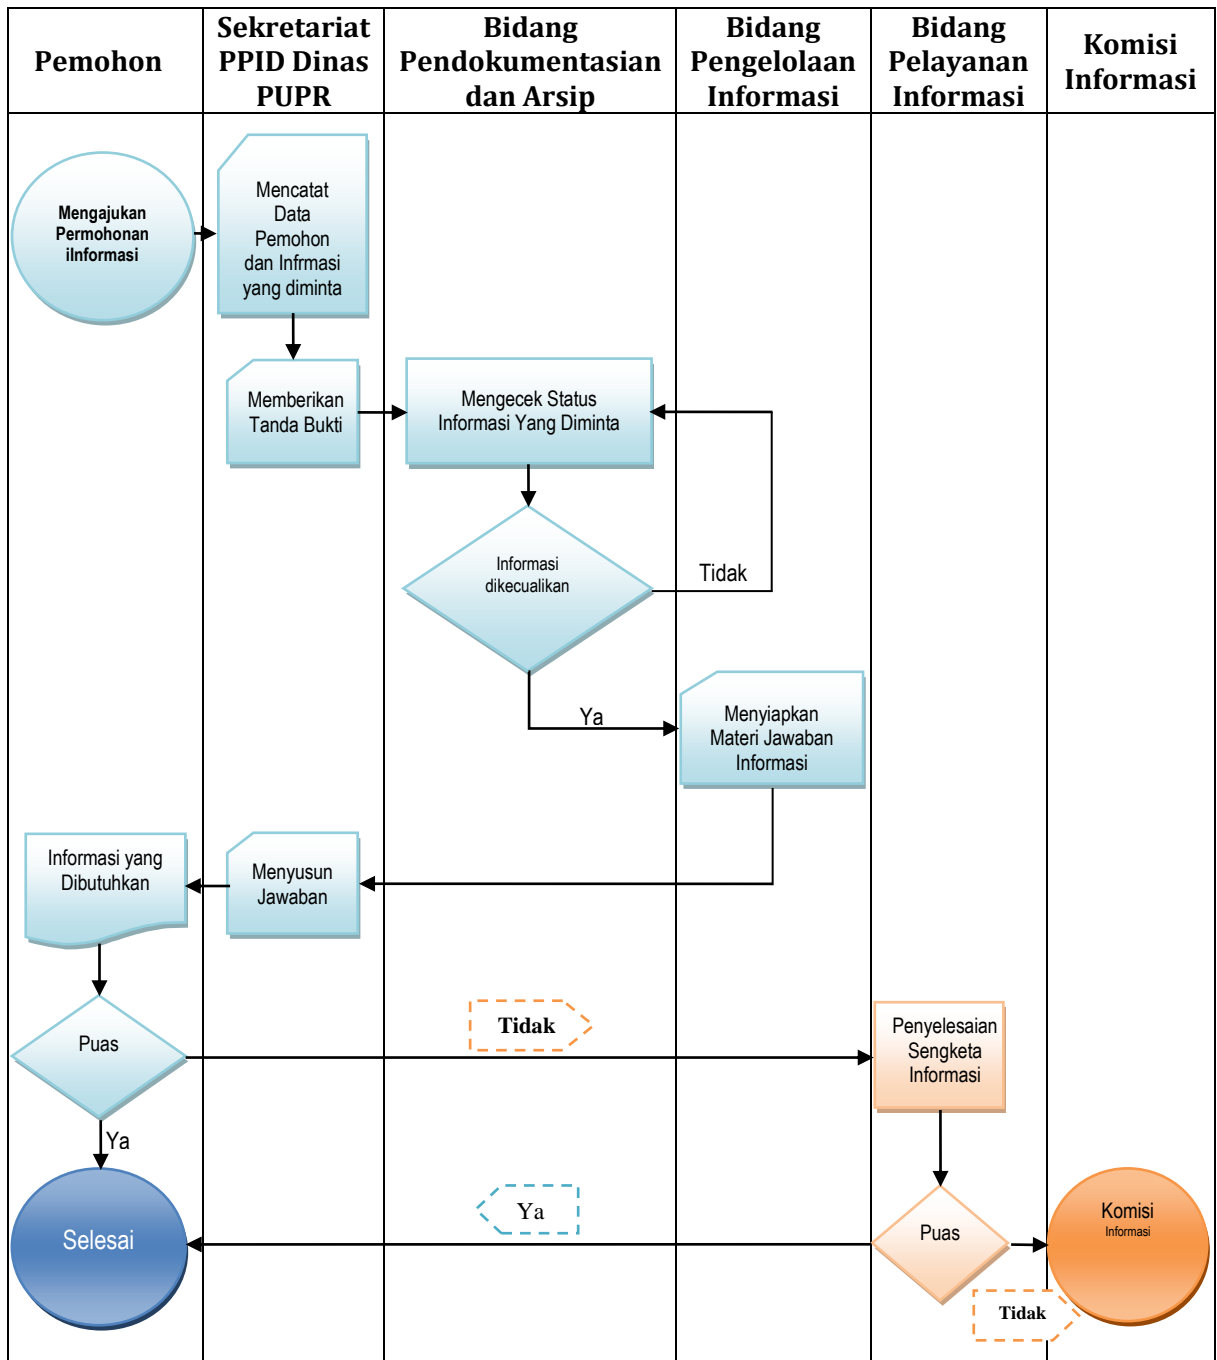 Pemohon
Sekretariat
PPID Dinas
PUPR
Bidang
Pendokumentasian
dan Arsip
Bidang
Pengelolaan
Informasi
Bidang
Pelayanan
Informasi
Komisi
Informasi
Mengajukan
Permohonan
iInformasi
Mencatat
Data
Pemohon
dan Infrmasi
yang diminta
Memberikan
Tanda Bukti
Mengecek Status
Informasi Yang Diminta
Informasi
dikecualikan
Tidak
Ya
Menyiapkan
Materi Jawaban
Informasi
Informasi yang
Dibutuhkan
Menyusun
Jawaban
Puas
Tidak
Penyelesaian
Sengketa
Informasi
Ya
Selesai
Ya
Puas
Komisi
Informasi
Tidak